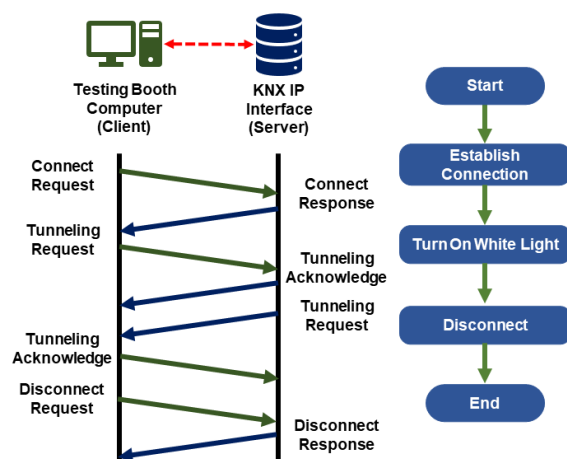 Testing Booth
Computer
(Client)
KNX IP
Interface
(Server)
Connect
Request
Connect
Response
Tunneling
Request
Tunneling
Acknowledge
Tunneling
Request
Tunneling
Acknowledge
Disconnect
Request
Disconnect
Response
Start
Establish
Connection
Turn On White Light
Disconnect
End